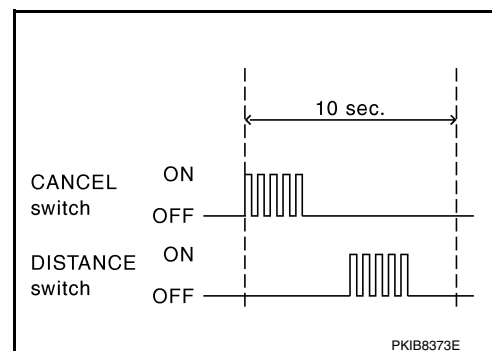 10 sec.
CANCEL
switch
ON
OFF
DISTANCE
switch
ON
OFF
PKIB8373E